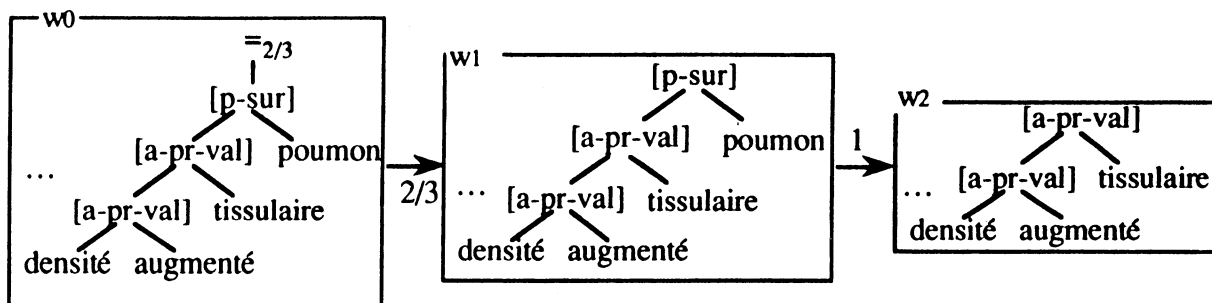 w0
=2/3
[p-sur]
[a-pr-val] poumon
...
[a-pr-val] tissulaire
densité augmenté
2/3
w1
[p-sur]
[a-pr-val] poumon
...
[a-pr-val] tissulaire
densité augmenté
1
w2
[a-pr-val]
...
[a-pr-val] tissulaire
densité augmenté